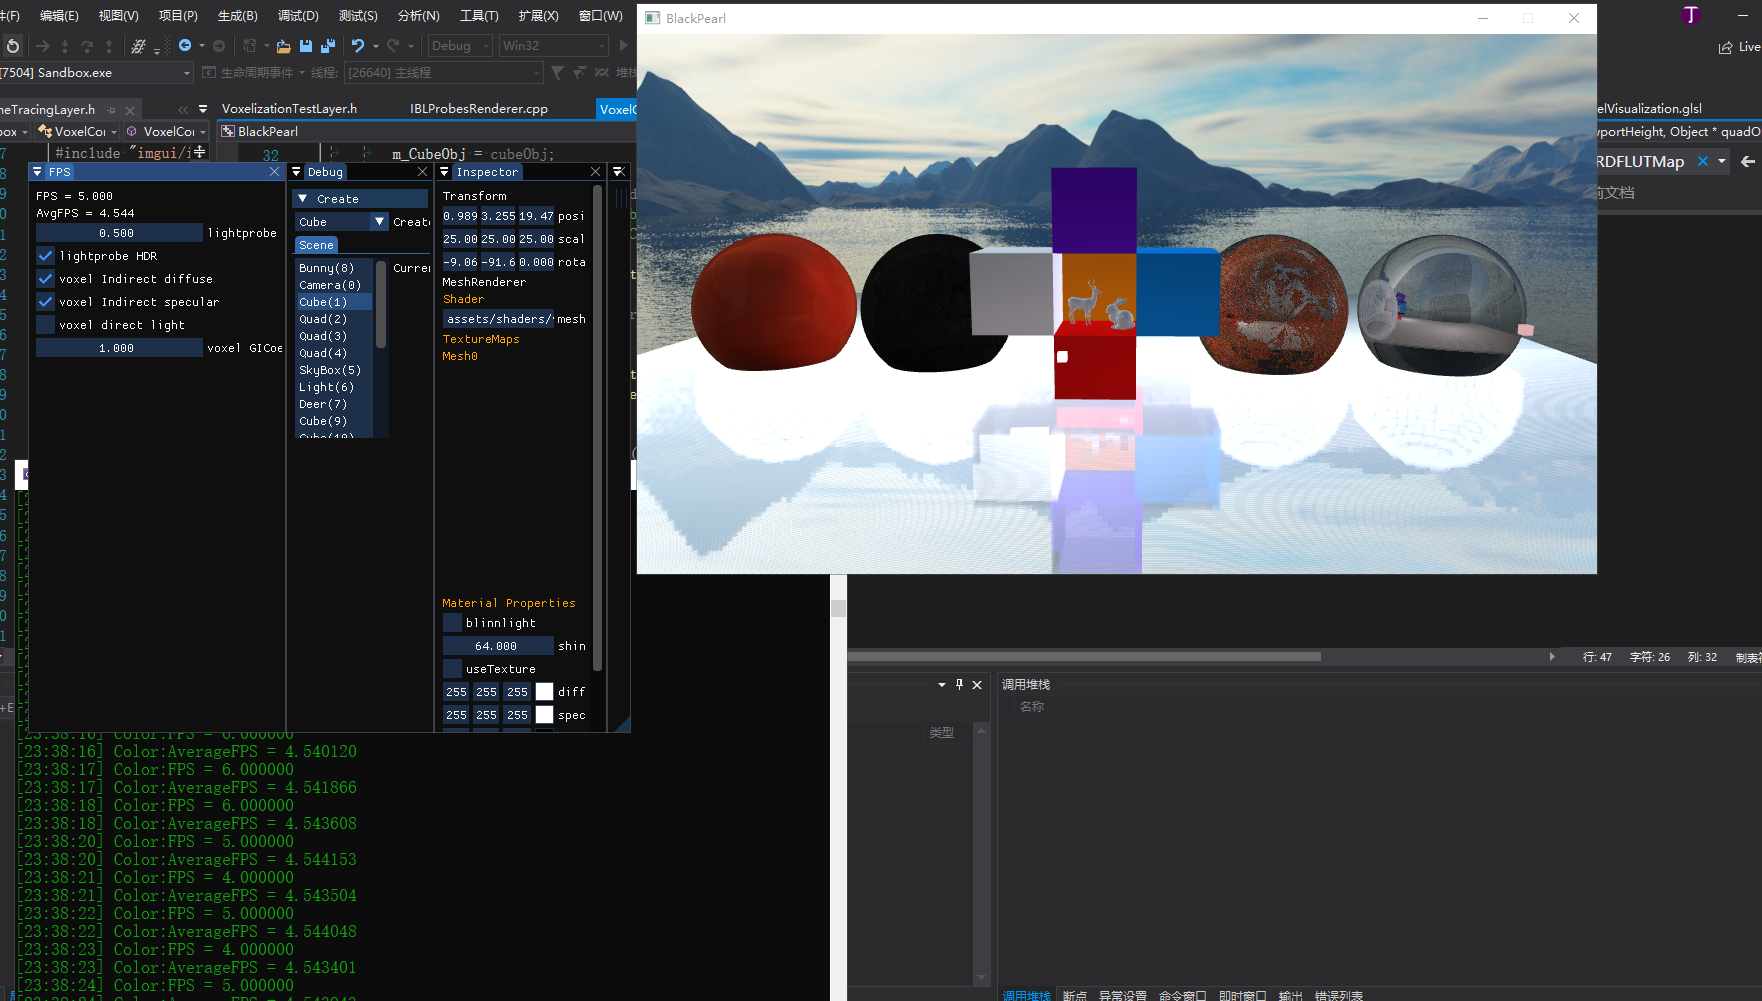 编辑(E) 视图(V) 项目(P) 生成(B) 调试(D) 测试(S) 分析(N) 工具(T) 扩展(X) 窗口(W)
Debug Win32
[7504] Sandbox.exe 生命周期事件 线程: [26640] 主线程
neTracingLayer.h VoxelizationTestLayer.h IBLProbesRenderer.cpp
VoxelCor VoxelCor BlackPearl
#include "imgui/i
32 m_CubeObj = cubeObj;
BlackPearl
Live
elVisualization.glsl
RDFLUTMap
FPS
FPS = 5.000
AvgFPS = 4.544
0.500 lightprobe
lightprobe HDR
voxel Indirect diffuse
voxel Indirect specular
voxel direct light
1.000 voxel GICoe
Debug
Create
Cube Create
Scene
Bunny(8) Curre
Camera(0)
Cube(1)
Quad(2)
Quad(3)
Quad(4)
SkyBox(5)
Light(6)
Deer(7)
Cube(9)
Cube(10)
Inspector
Transform
0.989 3.255 19.47 posi
25.00 25.00 25.00 scal
-9.06 -91.6 0.000 rota
MeshRenderer
Shader
assets/shaders/ mesh
TextureMaps
Mesh0
Material Properties
blinnlight
64.000 shin
useTexture
255 255 255 diff
255 255 255 spec
[23:38:16] Color:FPS = 6.000000
[23:38:16] Color:AverageFPS = 4.540120
[23:38:17] Color:FPS = 6.000000
[23:38:17] Color:AverageFPS = 4.541866
[23:38:18] Color:FPS = 6.000000
[23:38:18] Color:AverageFPS = 4.543608
[23:38:20] Color:FPS = 5.000000
[23:38:20] Color:AverageFPS = 4.544153
[23:38:21] Color:FPS = 4.000000
[23:38:21] Color:AverageFPS = 4.543504
[23:38:22] Color:FPS = 5.000000
[23:38:22] Color:AverageFPS = 4.544048
[23:38:23] Color:FPS = 4.000000
[23:38:23] Color:AverageFPS = 4.543401
[23:38:24] Color:FPS = 5.000000
行: 47 字符: 26 列: 32
调用堆栈
名称
类型
调用堆栈 断点 异常设置 命令窗口 即时窗口 输出 错误列表